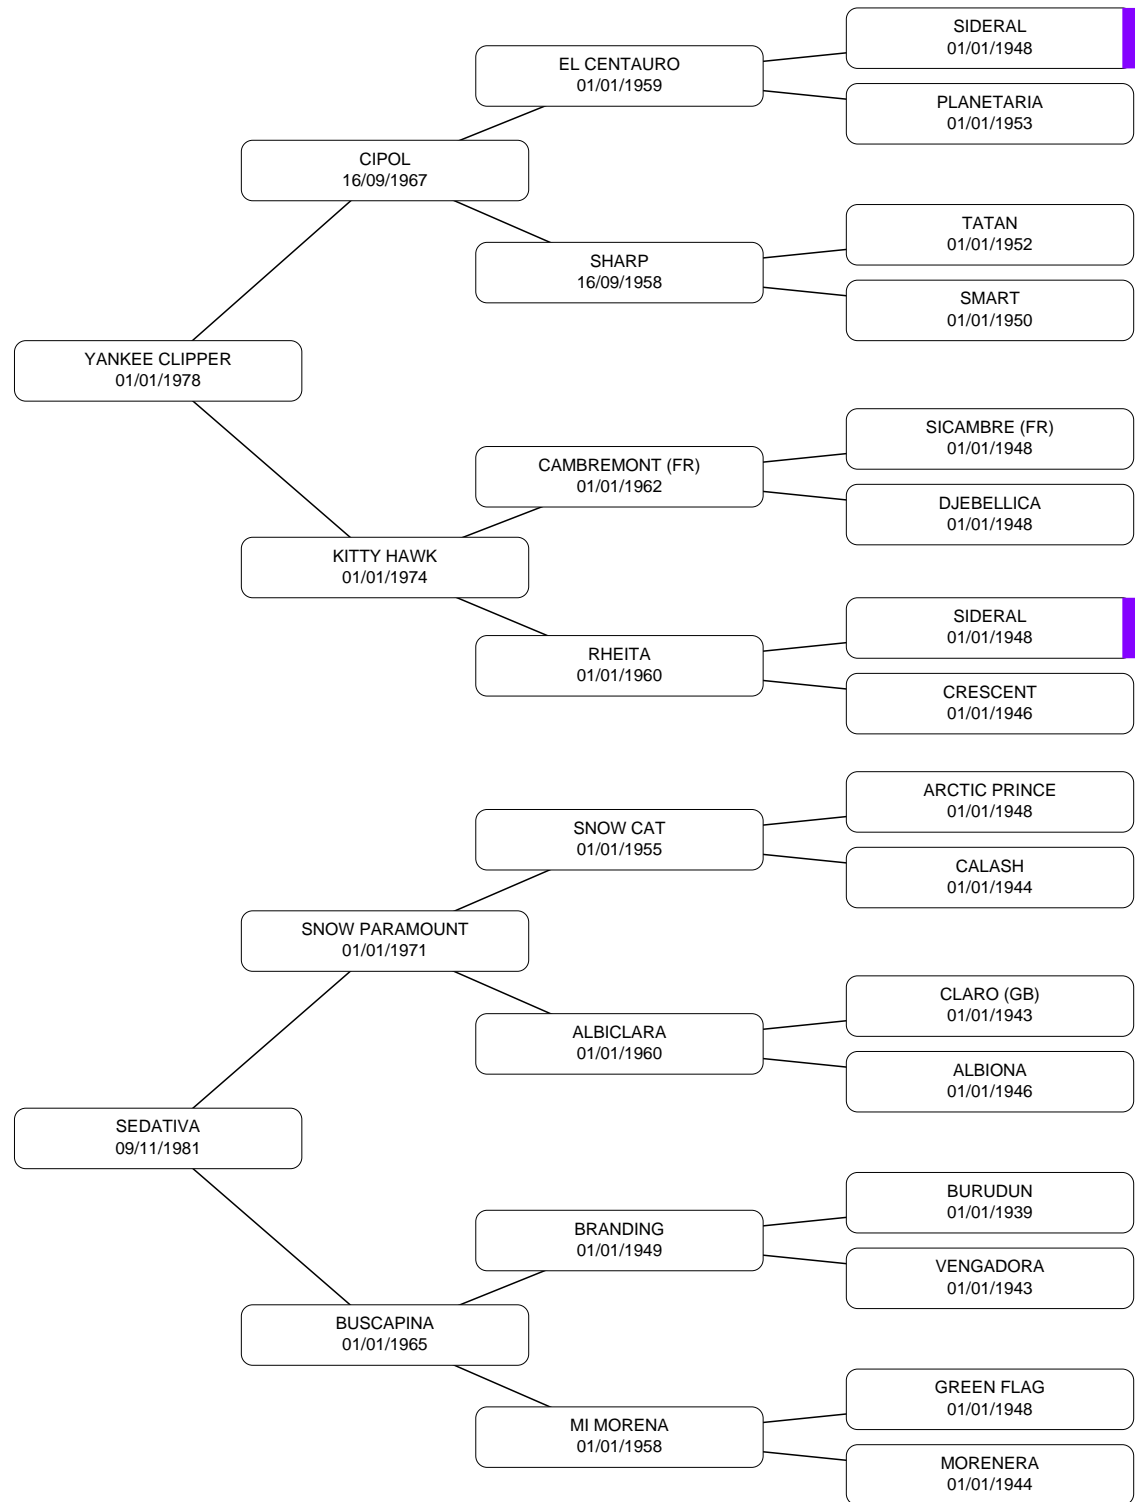 SIDERAL
01/01/1948
EL CENTAURO
01/01/1959
PLANETARIA
01/01/1953
CIPOL
16/09/1967
TATAN
01/01/1952
SHARP
16/09/1958
SMART
01/01/1950
YANKEE CLIPPER
01/01/1978
SICAMBRE (FR)
01/01/1948
CAMBREMONT (FR)
01/01/1962
DJEBELLICA
01/01/1948
KITTY HAWK
01/01/1974
SIDERAL
01/01/1948
RHEITA
01/01/1960
CRESCENT
01/01/1946
ARCTIC PRINCE
01/01/1948
SNOW CAT
01/01/1955
CALASH
01/01/1944
SNOW PARAMOUNT
01/01/1971
CLARO (GB)
01/01/1943
ALBICLARA
01/01/1960
ALBIONA
01/01/1946
SEDATIVA
09/11/1981
BURUDUN
01/01/1939
BRANDING
01/01/1949
VENGADORA
01/01/1943
BUSCAPINA
01/01/1965
GREEN FLAG
01/01/1948
MI MORENA
01/01/1958
MORENERA
01/01/1944